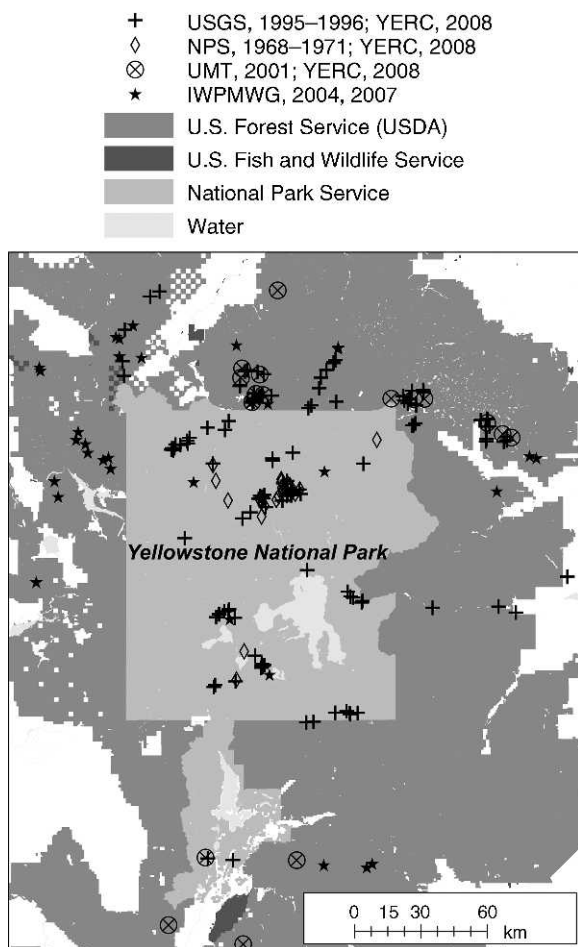 USGS, 1995–1996; YERC, 2008
NPS, 1968–1971; YERC, 2008
UMT, 2001; YERC, 2008
IWPMWG, 2004, 2007
U.S. Forest Service (USDA)
U.S. Fish and Wildlife Service
National Park Service
Water
Yellowstone National Park
0 15 30 60
km